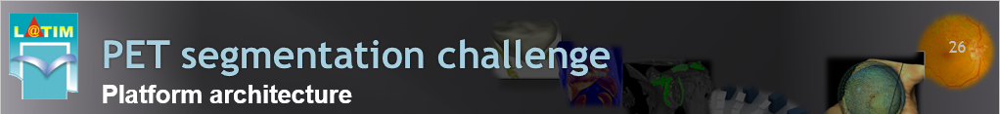 L@TIM
PET segmentation challenge
26
Platform architecture